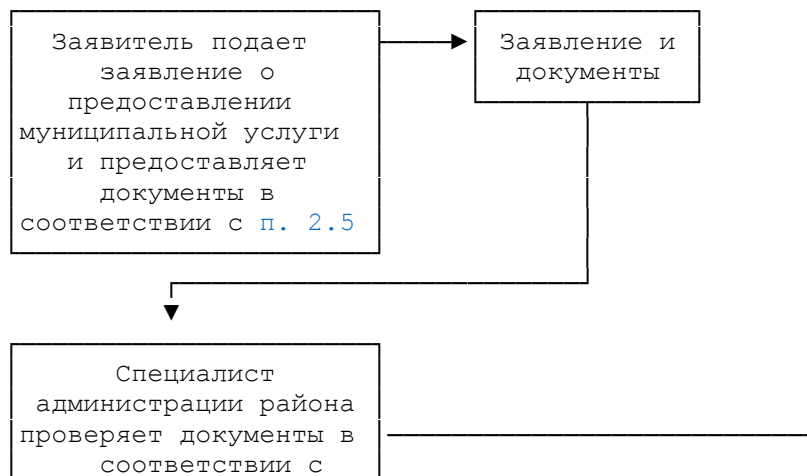 Заявитель подает
заявление о
предоставлении
муниципальной услуги
и предоставляет
документы в
соответствии с п. 2.5
Заявление и
документы
Специалист
администрации района
проверяет документы в
соответствии с